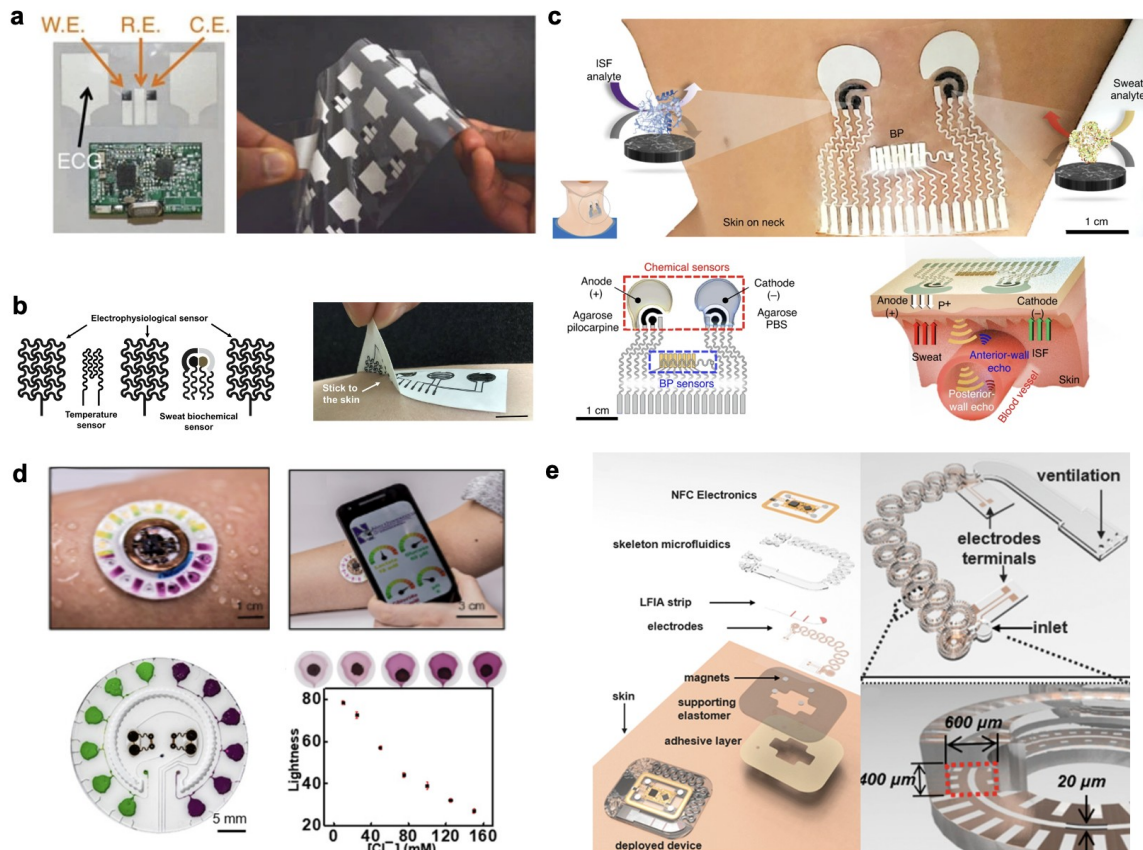 a
W.E. R.E. C.E.
ECG
b
Electrophysiological sensor
Temperature
sensor
Sweat biochemical
sensor
Stick to
the skin
c
ISF
analyte
Sweat
analyte
BP
Skin on neck
1 cm
Chemical sensors
Anode
(+)
Cathode
(−)
Agarose
pilocarpine
Agarose
PBS
BP sensors
1 cm
Anode
(+)
P+
Cathode
(−)
Sweat
ISF
Anterior-wall
echo
Posterior-
wall echo
Blood vessel
Skin
d
1 cm
3 cm
5 mm
Lightness
80
60
40
20
0 40 80 120 160
[Cl−] (mM)
e
NFC Electronics
skeleton microfluidics
LFIA strip
electrodes
magnets
skin
supporting
elastomer
adhesive layer
deployed device
ventilation
electrodes
terminals
inlet
600 µm
400 µm
20 µm